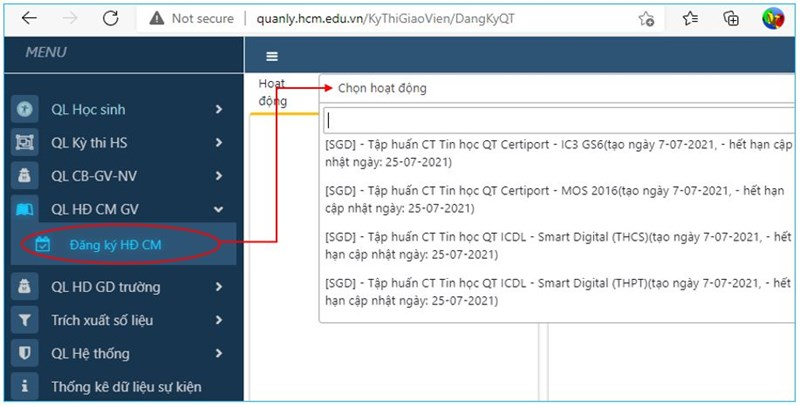 Not secure | quanly.hcm.edu.vn/KyThiGiaoVien/DangKyQT
MENU
QL Học sinh
QL Kỳ thi HS
QL CB-GV-NV
QL HĐ CM GV
Đăng ký HĐ CM
QL HD GD trường
Trích xuất số liệu
QL Hệ thống
Thống kê dữ liệu sự kiện
Hoạt
động
Chọn hoạt động
[SGD] - Tập huấn CT Tin học QT Certiport - IC3 GS6(tạo ngày 7-07-2021, - hết hạn cập
nhật ngày: 25-07-2021)
[SGD] - Tập huấn CT Tin học QT Certiport - MOS 2016(tạo ngày 7-07-2021, - hết hạn
cập nhật ngày: 25-07-2021)
[SGD] - Tập huấn CT Tin học QT ICDL - Smart Digital (THCS)(tạo ngày 7-07-2021, - hết
hạn cập nhật ngày: 25-07-2021)
[SGD] - Tập huấn CT Tin học QT ICDL - Smart Digital (THPT)(tạo ngày 7-07-2021, - hết
hạn cập nhật ngày: 25-07-2021)